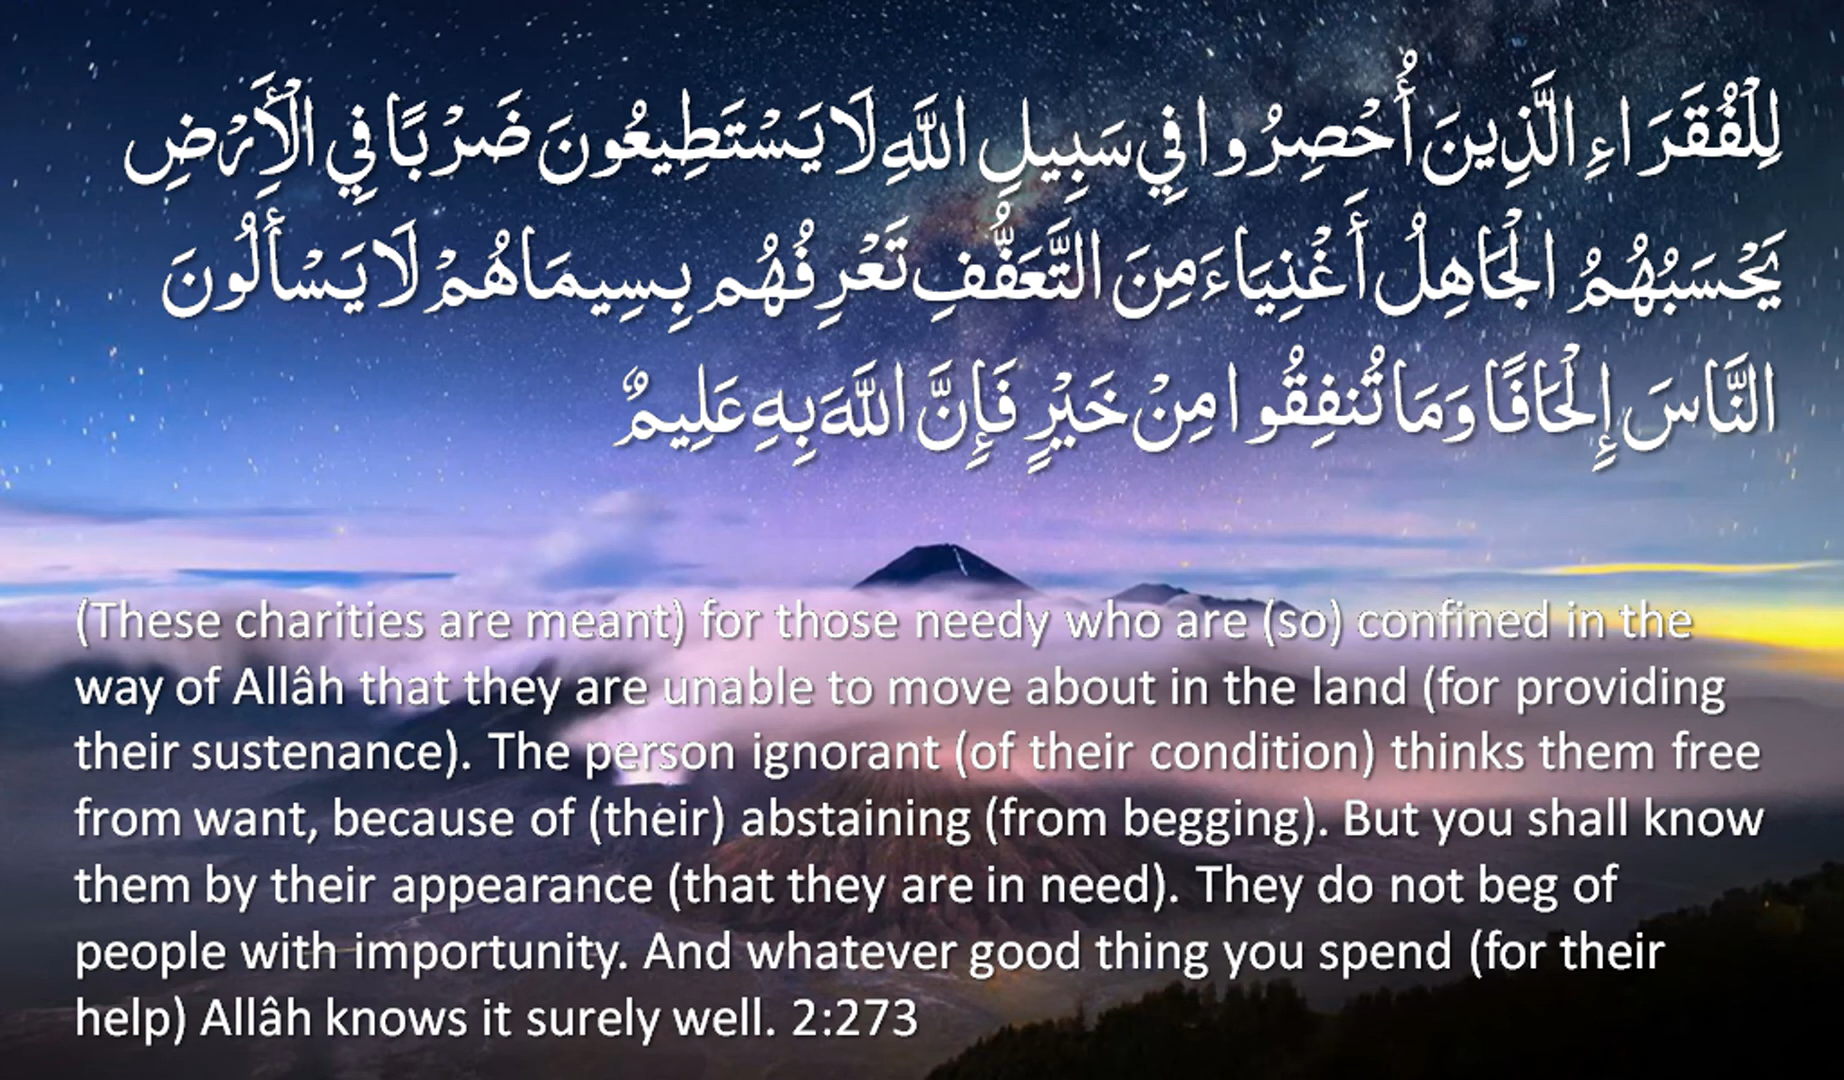 لِلْفُقَرَاءِ الَّذِينَ أُحْصِرُوا فِي سَبِيلِ اللَّهِ لَا يَسْتَطِيعُونَ ضَرْبًا فِي الْأَرْضِ
يَحْسَبُهُمُ الْجَاهِلُ أَغْنِيَاءَ مِنَ التَّعَفُّفِ تَعْرِفُهُم بِسِيمَاهُمْ لَا يَسْأَلُونَ
النَّاسَ إِلْحَافًا وَمَا تُنفِقُوا مِنْ خَيْرٍ فَإِنَّ اللَّهَ بِهِ عَلِيمٌ
(These charities are meant) for those needy who are (so) confined in the
way of Allâh that they are unable to move about in the land (for providing
their sustenance). The person ignorant (of their condition) thinks them free
from want, because of (their) abstaining (from begging). But you shall know
them by their appearance (that they are in need). They do not beg of
people with importunity. And whatever good thing you spend (for their
help) Allâh knows it surely well. 2:273